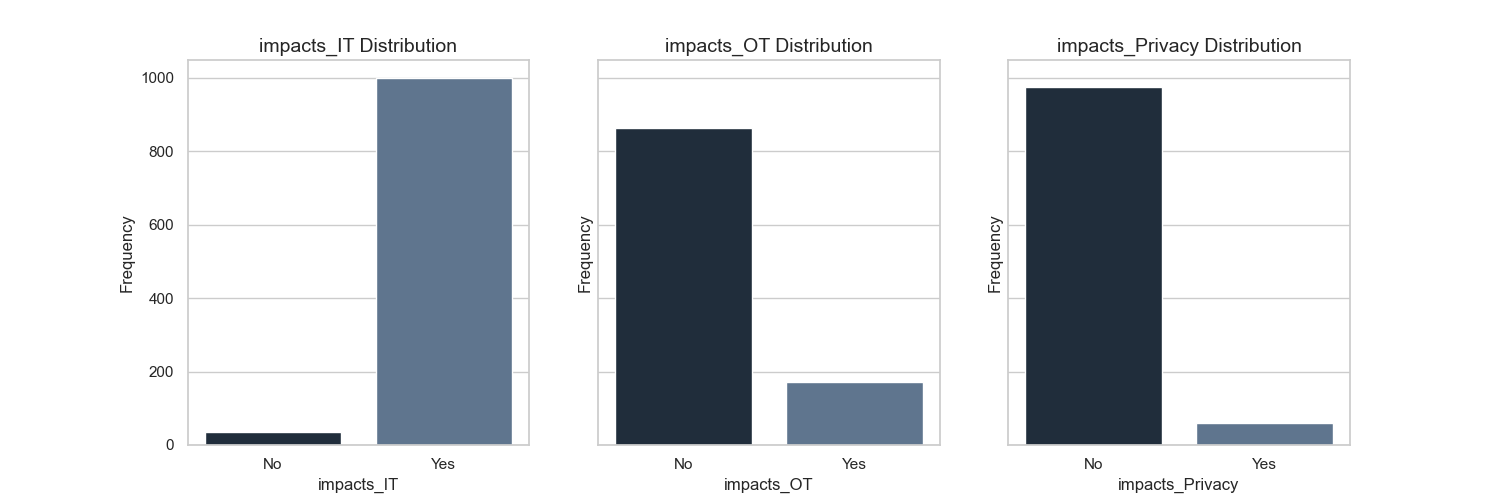 impacts_IT Distribution
1000
800
600
400
200
0
Frequency
No Yes
impacts_IT
impacts_OT Distribution
Frequency
No Yes
impacts_OT
impacts_Privacy Distribution
Frequency
No Yes
impacts_Privacy